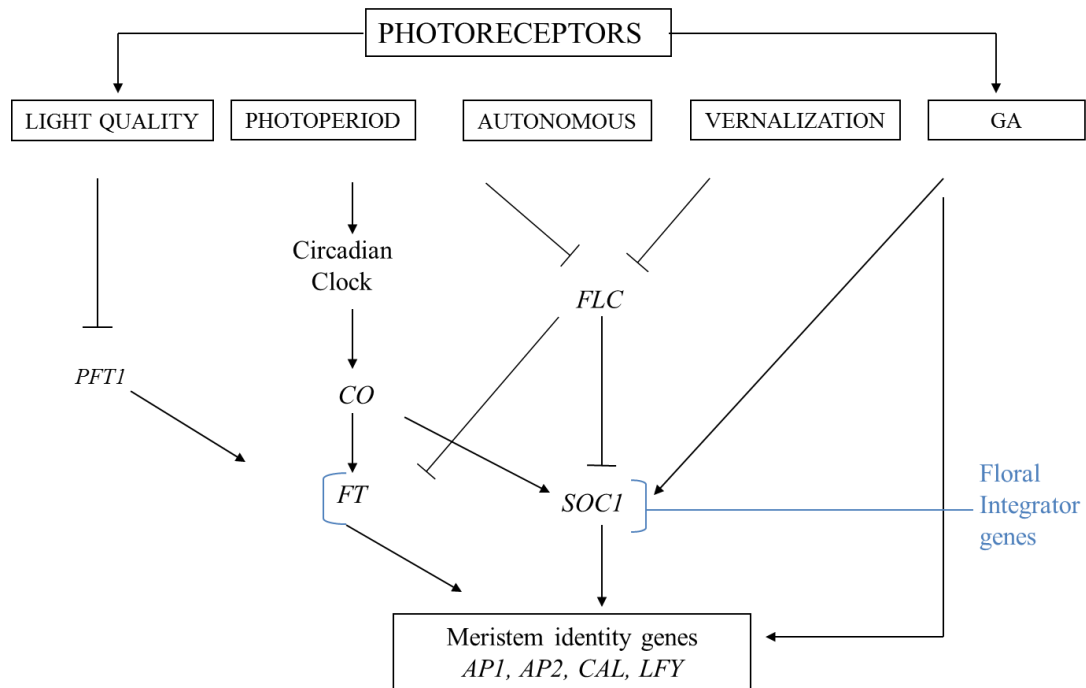 PHOTORECEPTORS
LIGHT QUALITY
PHOTOPERIOD
AUTONOMOUS
VERNALIZATION
GA
Circadian
Clock
FLC
PFT1
CO
FT
SOC1
Floral
Integrator
genes
Meristem identity genes
AP1, AP2, CAL, LFY